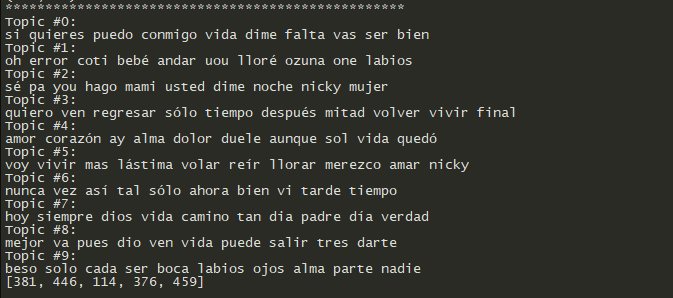 **************************************************
Topic #0:
si quieres puedo conmigo vida dime falta vas ser bien
Topic #1:
oh error coti bebé andar uou lloré ozuna one labios
Topic #2:
sé pa you hago mami usted dime noche nicky mujer
Topic #3:
quiero ven regresar sólo tiempo después mitad volver vivir final
Topic #4:
amor corazón ay alma dolor duele aunque sol vida quedó
Topic #5:
voy vivir mas lástima volar reír llorar merezco amar nicky
Topic #6:
nunca vez así tal sólo ahora bien vi tarde tiempo
Topic #7:
hoy siempre dios vida camino tan dia padre día verdad
Topic #8:
mejor va pues dio ven vida puede salir tres darte
Topic #9:
beso solo cada ser boca labios ojos alma parte nadie
[381, 446, 114, 376, 459]